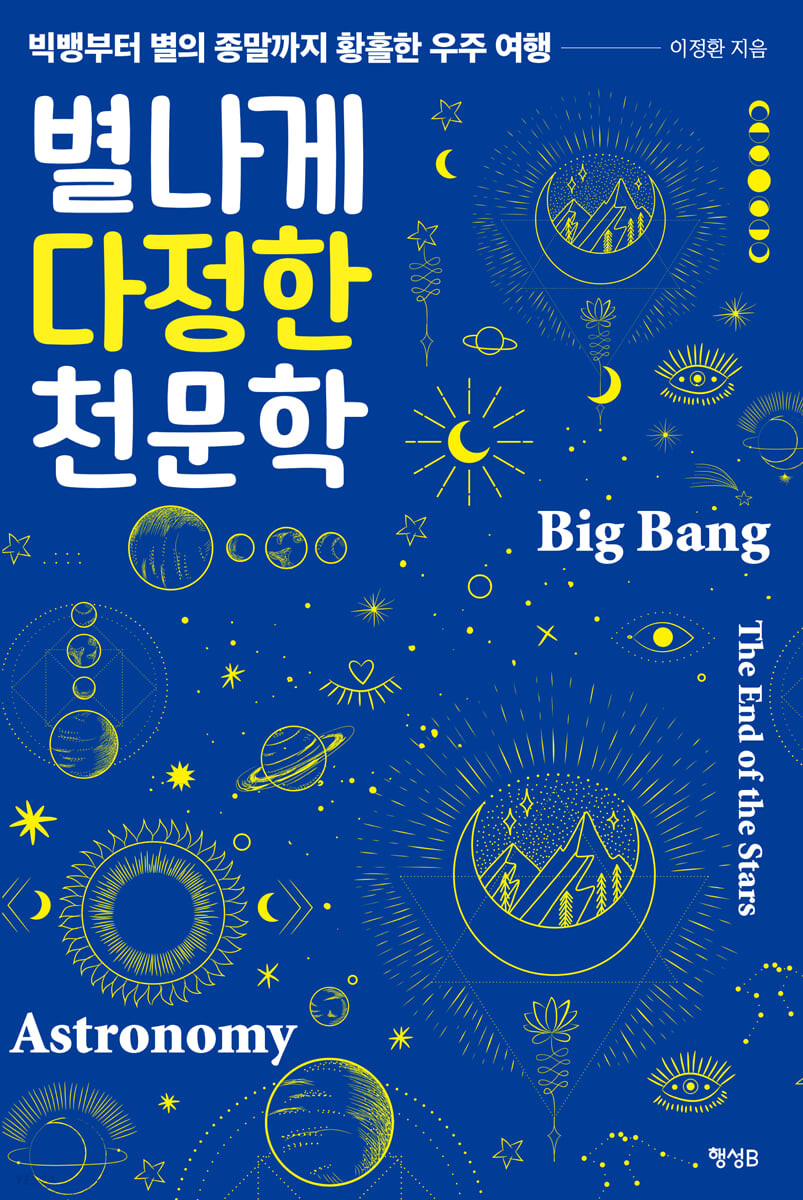 빅뱅부터 별의 종말까지 황홀한 우주 여행
이정환 지음
별나게
다정한
천문학
Big Bang
The End of the Stars
Astronomy
행성B